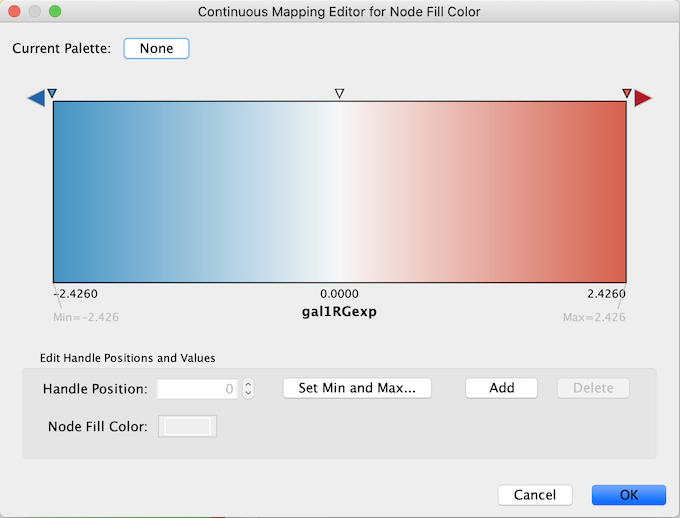 Continuous Mapping Editor for Node Fill Color
Current Palette: None
-2.4260 0.0000 2.4260
Min=-2.426 gal1RGexp Max=2.426
Edit Handle Positions and Values
Handle Position: 0 Set Min and Max... Add Delete
Node Fill Color:
Cancel OK